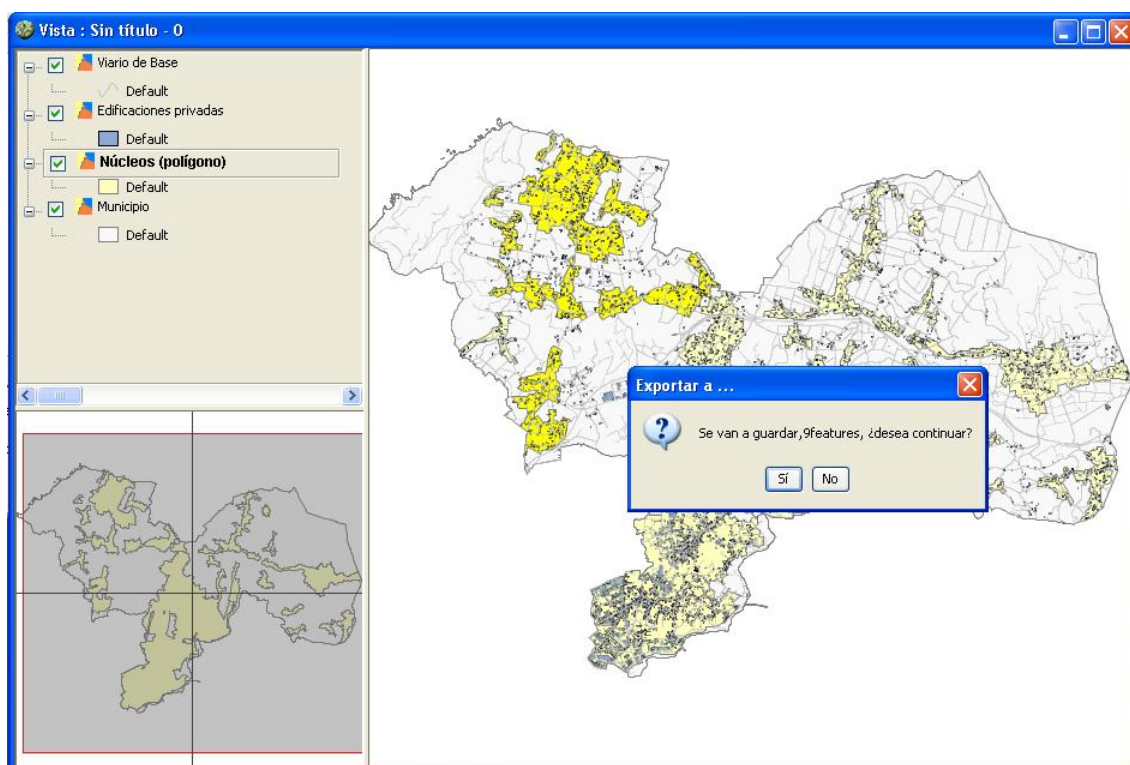 Vista : Sin título - 0
Viario de Base
Default
Edificaciones privadas
Default
Núcleos (polígono)
Default
Municipio
Default
Exportar a ...
Se van a guardar,9features, ¿desea continuar?
Sí
No